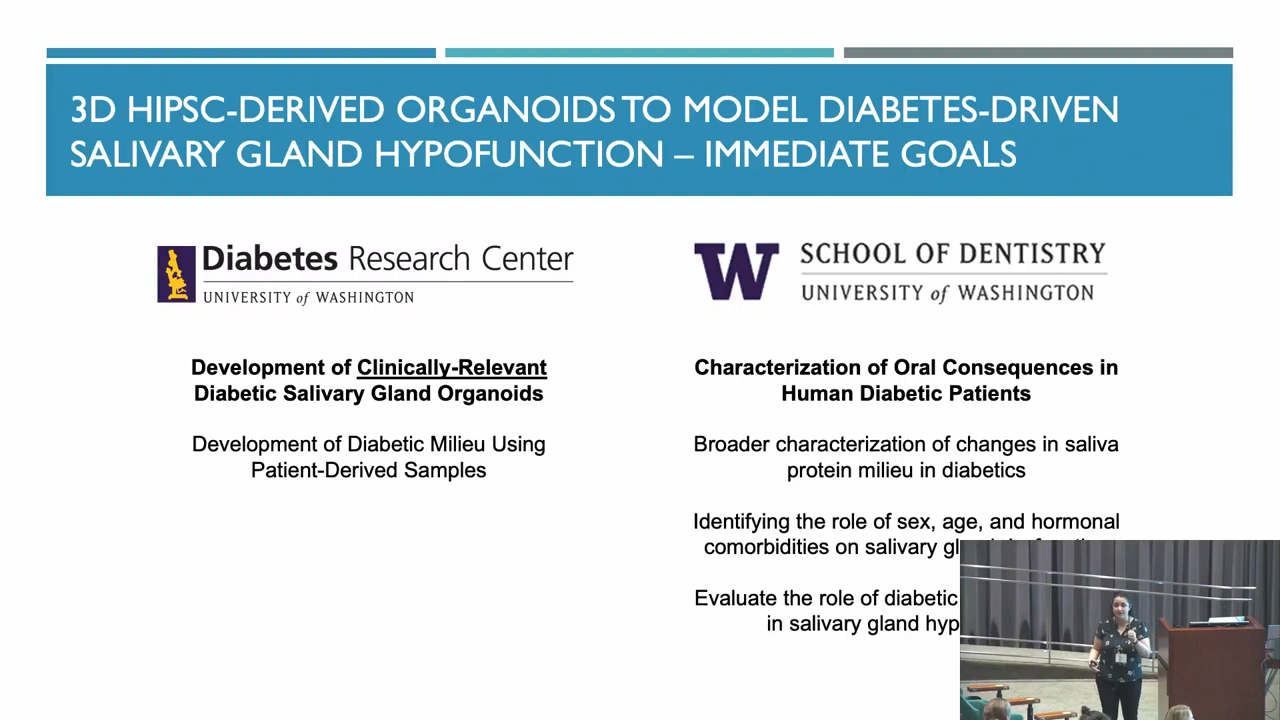 3D HIPSC-DERIVED ORGANOIDS TO MODEL DIABETES-DRIVEN
SALIVARY GLAND HYPOFUNCTION – IMMEDIATE GOALS
Diabetes Research Center
UNIVERSITY of WASHINGTON
Development of Clinically-Relevant
Diabetic Salivary Gland Organoids
Development of Diabetic Milieu Using
Patient-Derived Samples
W SCHOOL OF DENTISTRY
UNIVERSITY of WASHINGTON
Characterization of Oral Consequences in
Human Diabetic Patients
Broader characterization of changes in saliva
protein milieu in diabetics
Identifying the role of sex, age, and hormonal
comorbidities on salivary
Evaluate the role of diabetic
in salivary gland